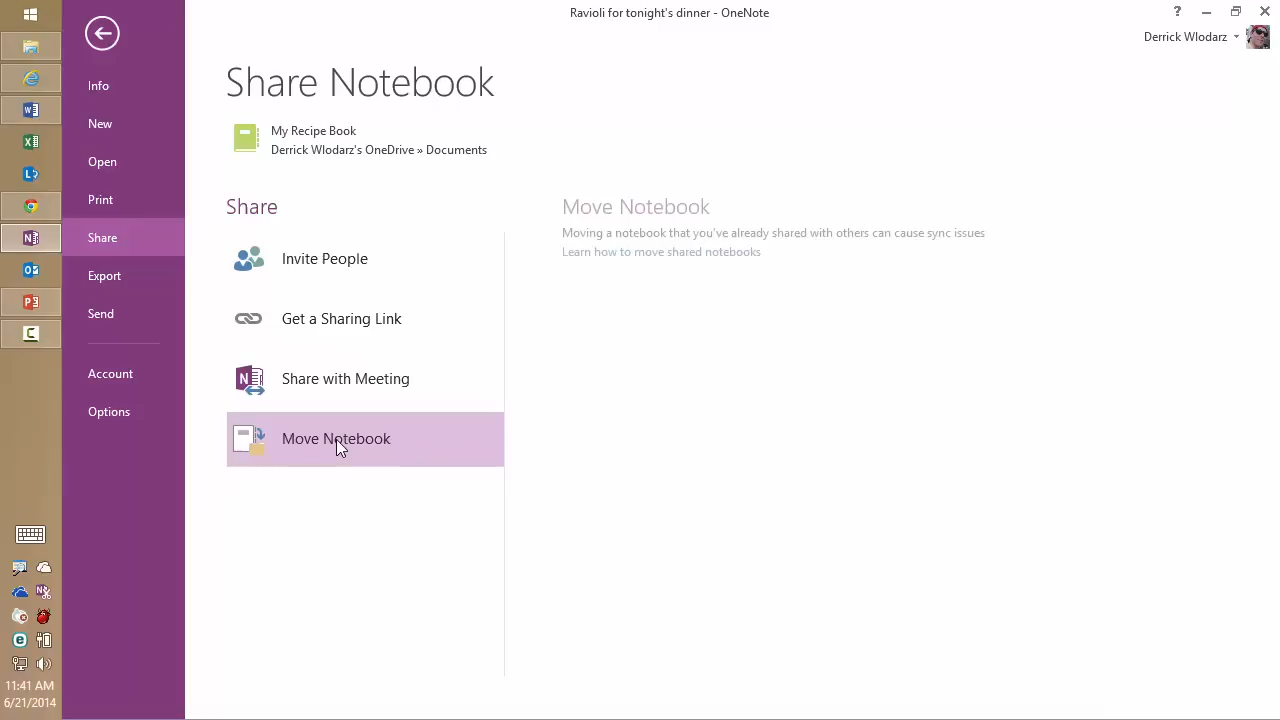 Ravioli for tonight's dinner - OneNote
?
Derrick Wlodarz
Info
New
Open
Print
Share
Export
Send
Account
Options
Share Notebook
My Recipe Book
Derrick Wlodarz's OneDrive » Documents
Share
Invite People
Get a Sharing Link
Share with Meeting
Move Notebook
Move Notebook
Moving a notebook that you've already shared with others can cause sync issues
Learn how to move shared notebooks
11:41 AM
6/21/2014